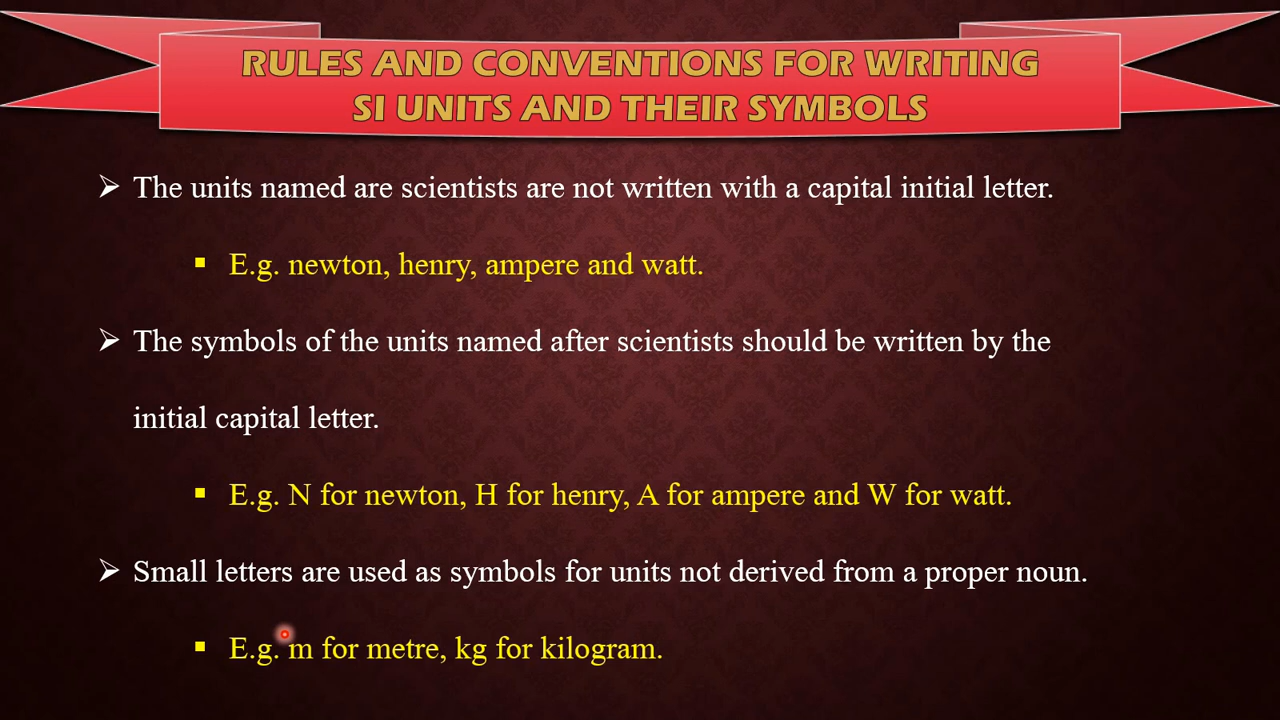 RULES AND CONVENTIONS FOR WRITING
SI UNITS AND THEIR SYMBOLS
The units named are scientists are not written with a capital initial letter.
E.g. newton, henry, ampere and watt.
The symbols of the units named after scientists should be written by the
initial capital letter.
E.g. N for newton, H for henry, A for ampere and W for watt.
Small letters are used as symbols for units not derived from a proper noun.
E.g. m for metre, kg for kilogram.